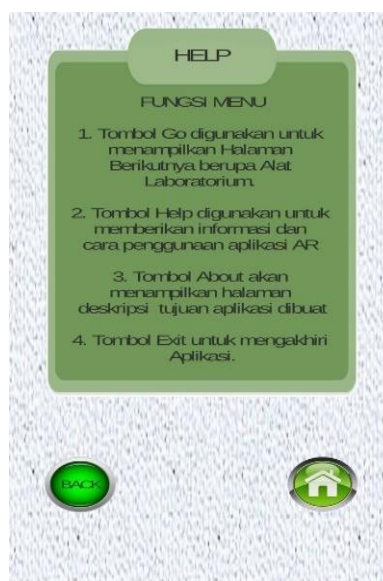 HELP
FUNGSI MENU
1. Tombol Go digunakan untuk
menampilkan Halaman
Berikutnya berupa Alat
Laboratorium.
2. Tombol Help digunakan untuk
memberikan informasi dan
cara penggunaan aplikasi AR
3. Tombol About akan
menampilkan halaman
deskripsi tujuan aplikasi dibuat
4. Tombol Exit untuk mengakhiri
Aplikasi.
BACK